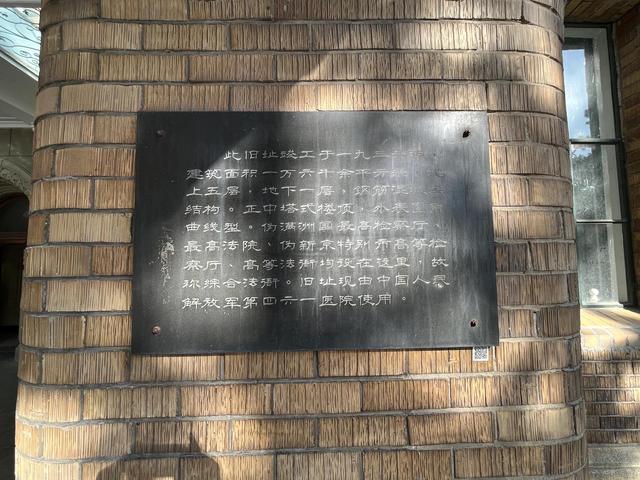 此旧址竣工于一九三
建筑面积一万六千余平方
上五层，地下一层，钢筋
结构。正中塔式楼顶，外表
曲线型。伪满洲国最高检察厅、
最高法院、伪新京特别市高等检
察厅、高等法衙均设在这里，故
称综合法衙。旧址现由中国人民
解放军第四六一医院使用。